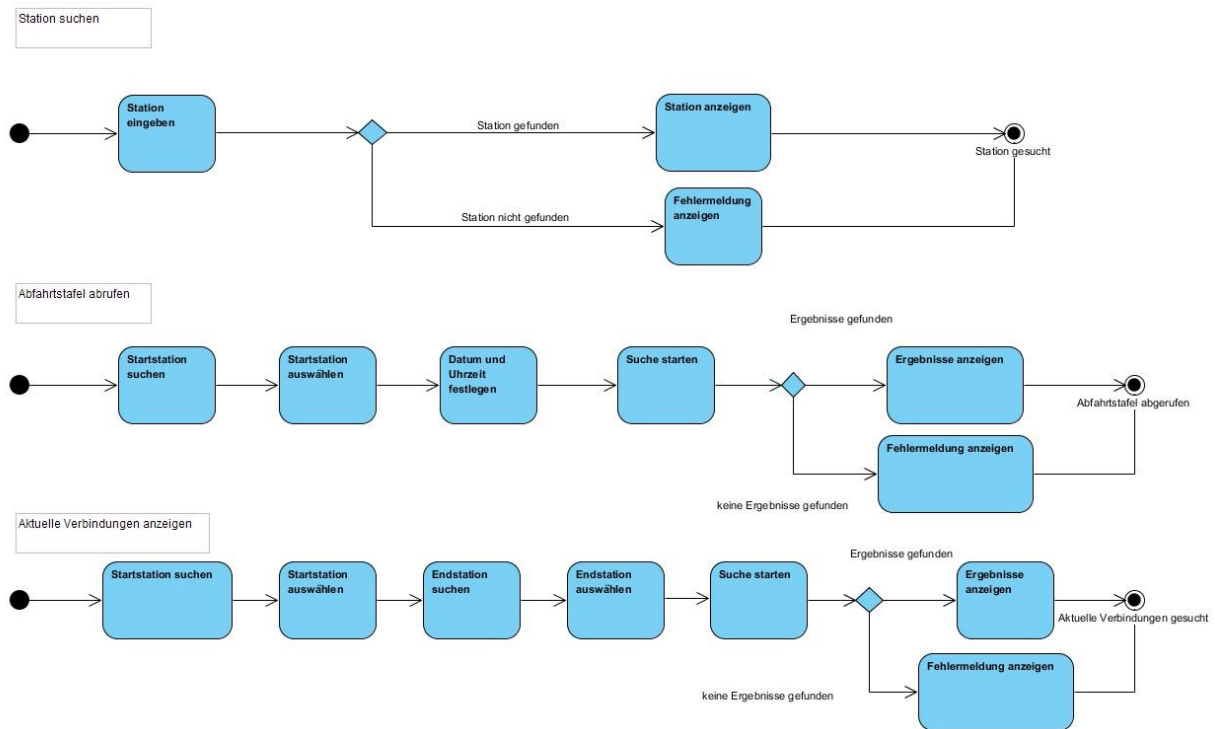 Station suchen
Station
eingeben
Station gefunden
Station anzeigen
Station gesucht
Station nicht gefunden
Fehlermeldung
anzeigen
Abfahrtstafel abrufen
Startstation
suchen
Startstation
auswählen
Datum und
Uhrzeit
festlegen
Suche starten
Ergebnisse gefunden
Ergebnisse anzeigen
Abfahrtstafel abgerufen
Fehlermeldung anzeigen
keine Ergebnisse gefunden
Aktuelle Verbindungen anzeigen
Startstation suchen
Startstation
auswählen
Endstation
suchen
Endstation
auswählen
Suche starten
Ergebnisse gefunden
Ergebnisse
anzeigen
Aktuelle Verbindungen gesucht
Fehlermeldung anzeigen
keine Ergebnisse gefunden